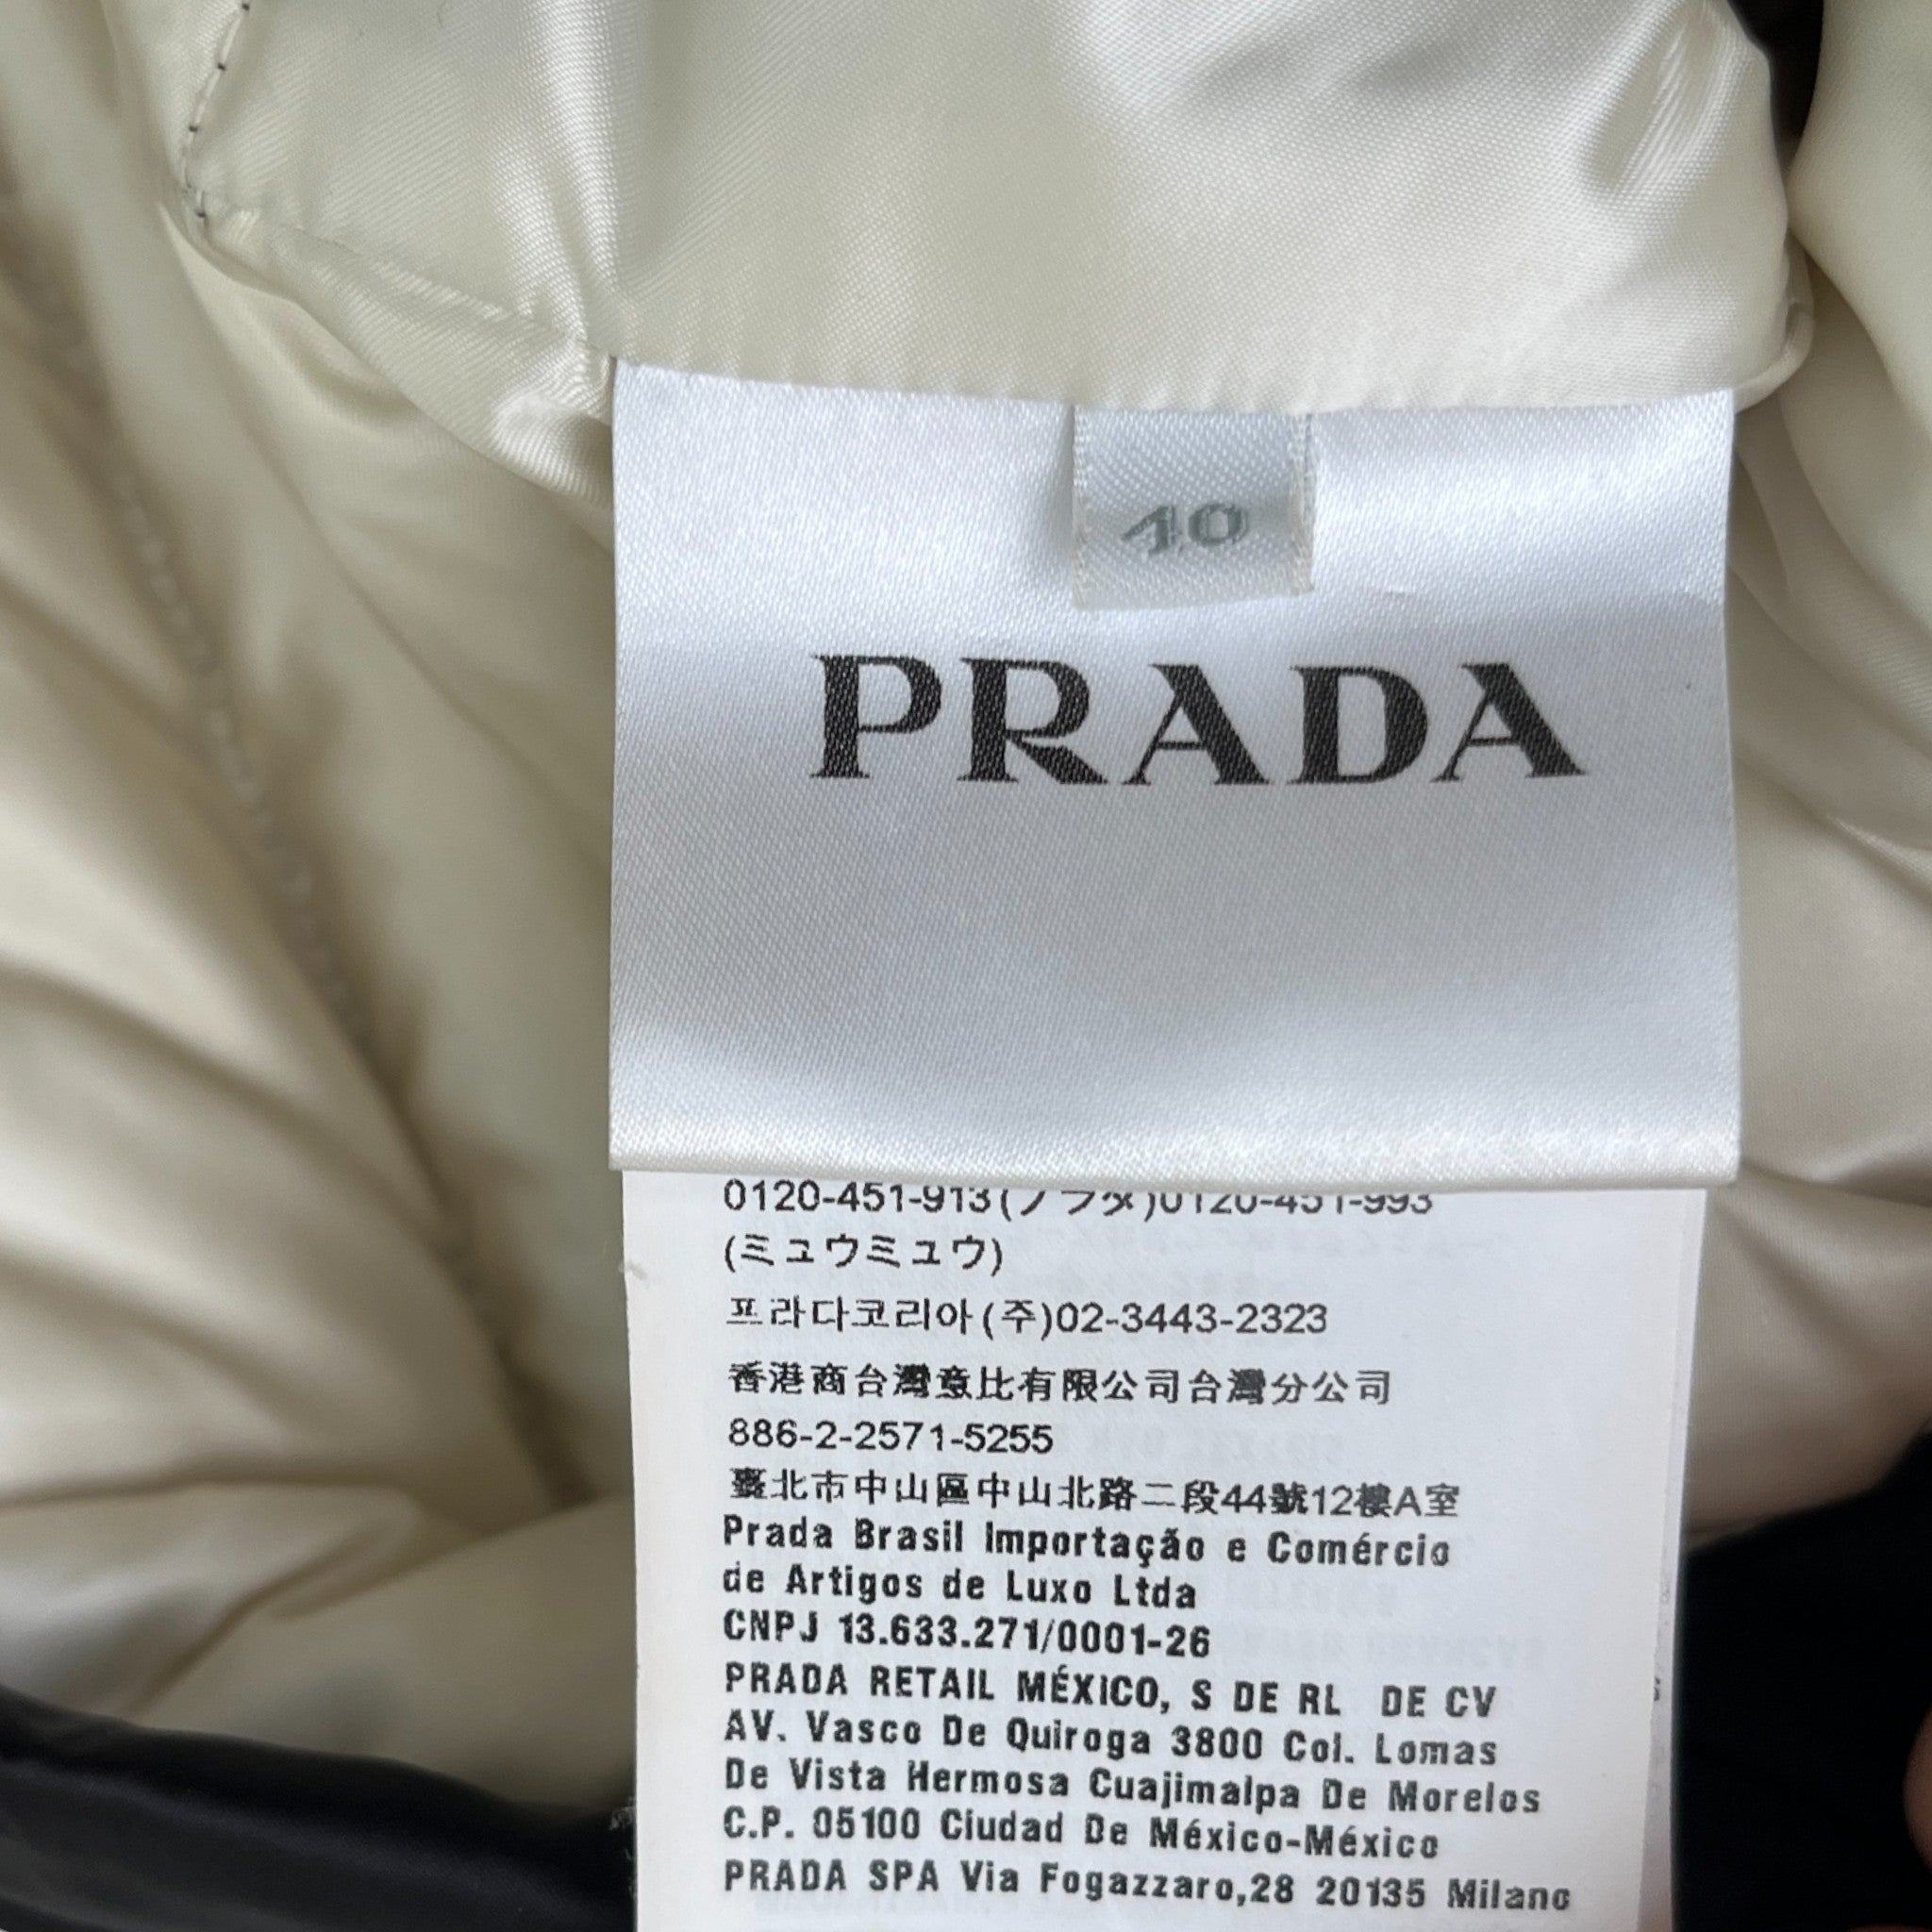 40
PRADA
0120-451-913(プラダ)0120-451-993
(ミュウミュウ)
프라다코리아(주)02-3443-2323
香港商台灣意比有限公司台灣分公司
886-2-2571-5255
臺北市中山區中山北路二段44號12樓A室
Prada Brasil Importação e Comércio
de Artigos de Luxo Ltda
CNPJ 13.633.271/0001-26
PRADA RETAIL MÉXICO, S DE RL DE CV
AV. Vasco De Quiroga 3800 Col. Lomas
De Vista Hermosa Cuajimalpa De Morelos
C.P. 05100 Ciudad De México-México
PRADA SPA Via Fogazzaro,28 20135 Milano